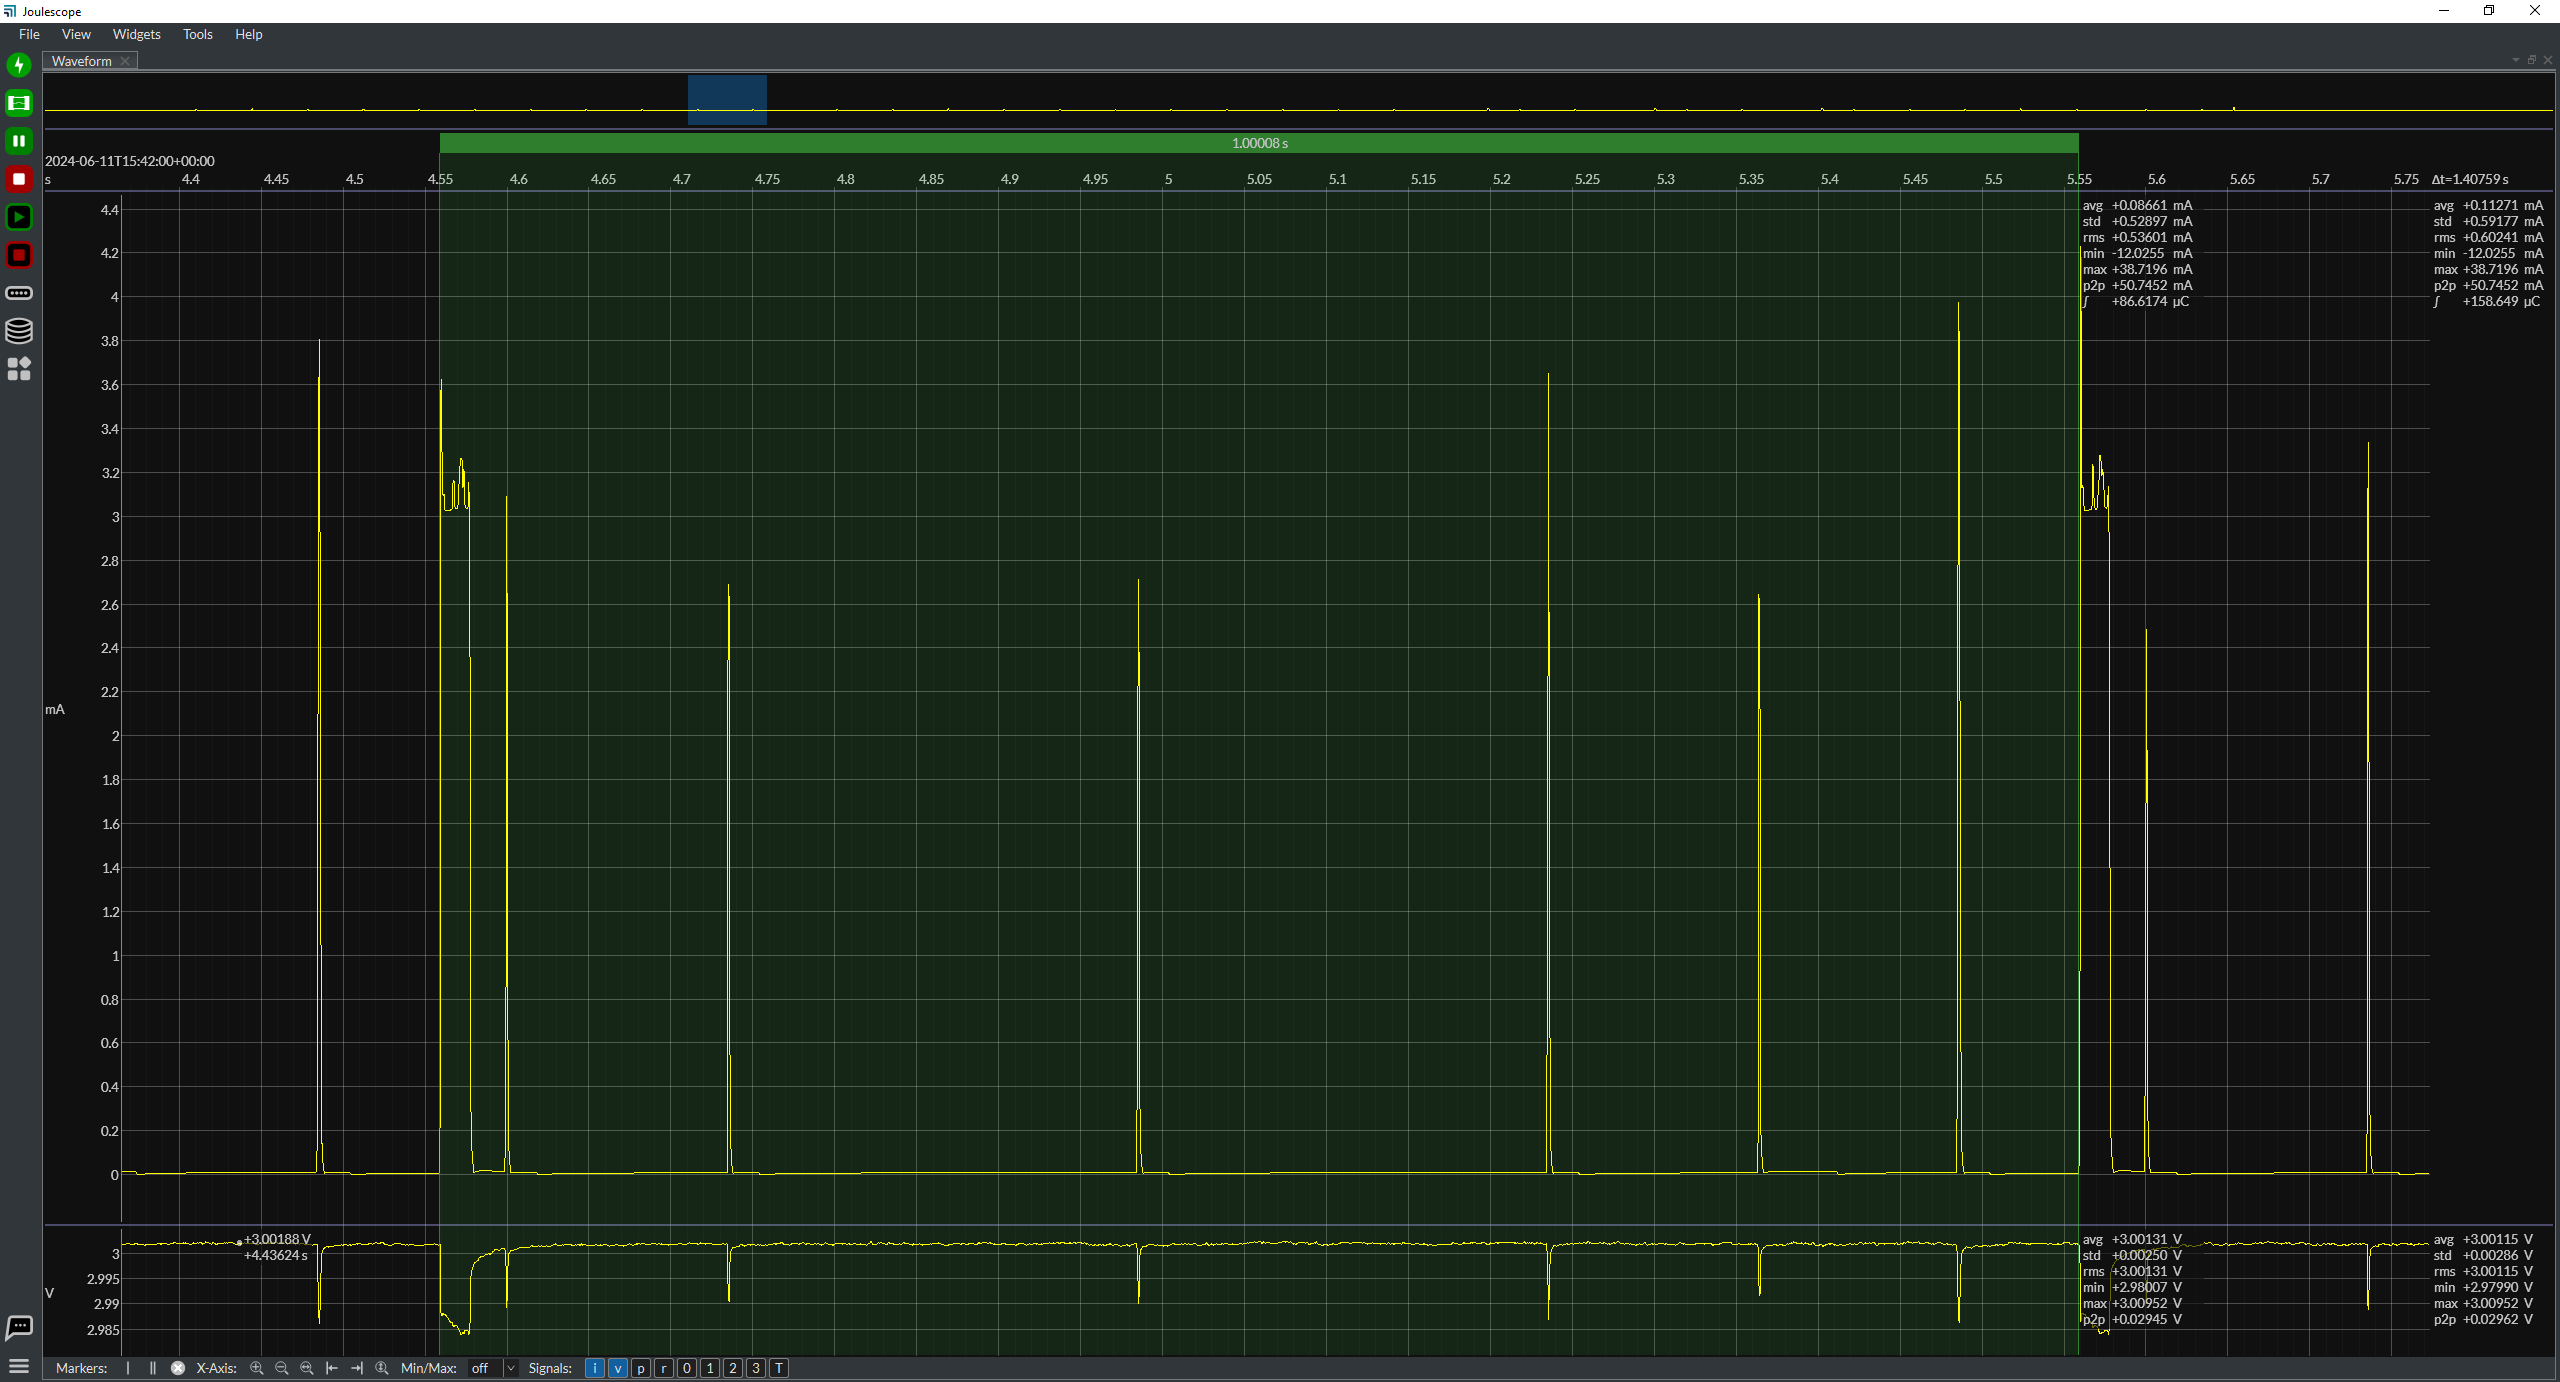 Joulescope
File View Widgets Tools Help
Waveform
1.00008 s
2024-06-11T15:42:00+00:00
s 4.4 4.45 4.5 4.55 4.6 4.65 4.7 4.75 4.8 4.85 4.9 4.95 5 5.05 5.1 5.15 5.2 5.25 5.3 5.35 5.4 5.45 5.5 5.55 5.6 5.65 5.7 5.75 Δt=1.40759 s
4.4
4.2
4
3.8
3.6
3.4
3.2
3
2.8
2.6
2.4
2.2
mA
2
1.8
1.6
1.4
1.2
1
0.8
0.6
0.4
0.2
0
avg +0.08661 mA
std +0.52897 mA
rms +0.53601 mA
min -12.0255 mA
max +38.7196 mA
p2p +50.7452 mA
∫ +86.6174 µC
avg +0.11271 mA
std +0.59177 mA
rms +0.60241 mA
min -12.0255 mA
max +38.7196 mA
p2p +50.7452 mA
∫ +158.649 µC
+3.00188 V
+4.43624 s
3
2.995
V
2.99
2.985
avg +3.00131 V
std +0.00250 V
rms +3.00131 V
min +2.98007 V
max +3.00952 V
p2p +0.02945 V
avg +3.00115 V
std +0.00286 V
rms +3.00115 V
min +2.97990 V
max +3.00952 V
p2p +0.02962 V
Markers: X-Axis: Min/Max: off Signals: i v p r 0 1 2 3 T